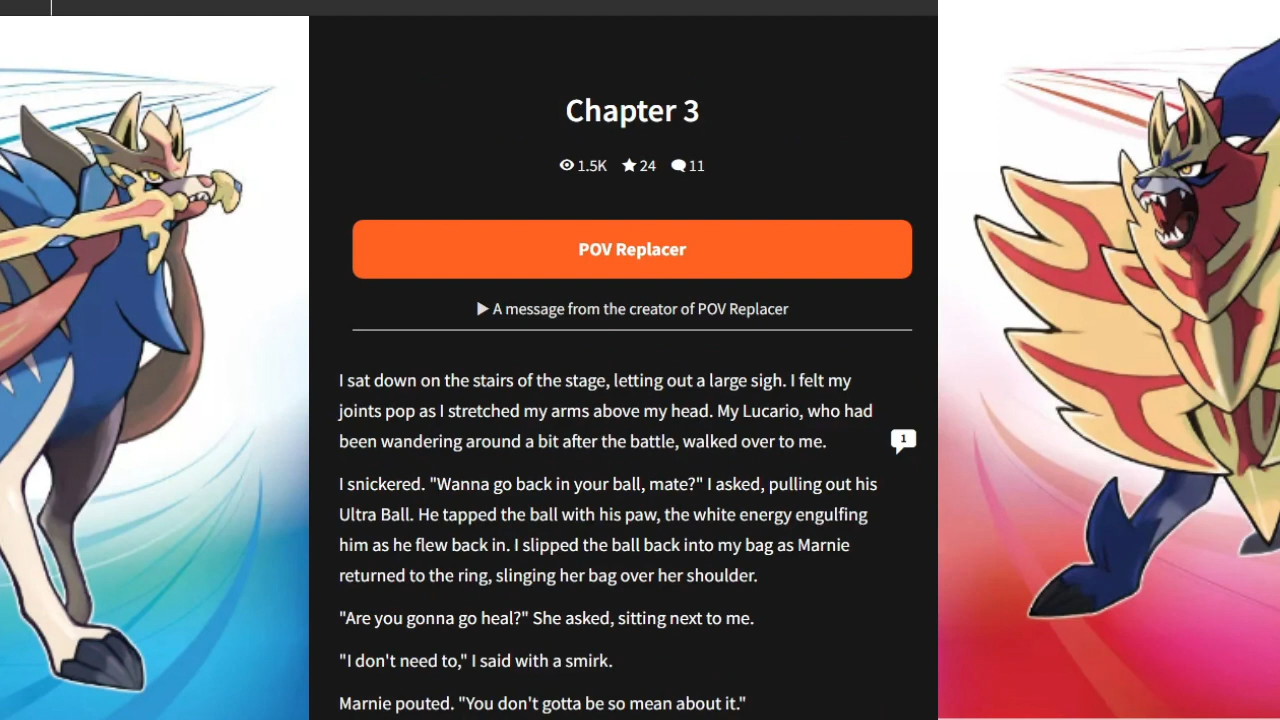 Chapter 3
1.5K 24 11
POV Replacer
▶ A message from the creator of POV Replacer
I sat down on the stairs of the stage, letting out a large sigh. I felt my
joints pop as I stretched my arms above my head. My Lucario, who had
been wandering around a bit after the battle, walked over to me.
1
I snickered. "Wanna go back in your ball, mate?" I asked, pulling out his
Ultra Ball. He tapped the ball with his paw, the white energy engulfing
him as he flew back in. I slipped the ball back into my bag as Marnie
returned to the ring, slinging her bag over her shoulder.
"Are you gonna go heal?" She asked, sitting next to me.
"I don't need to," I said with a smirk.
Marnie pouted. "You don't gotta be so mean about it."